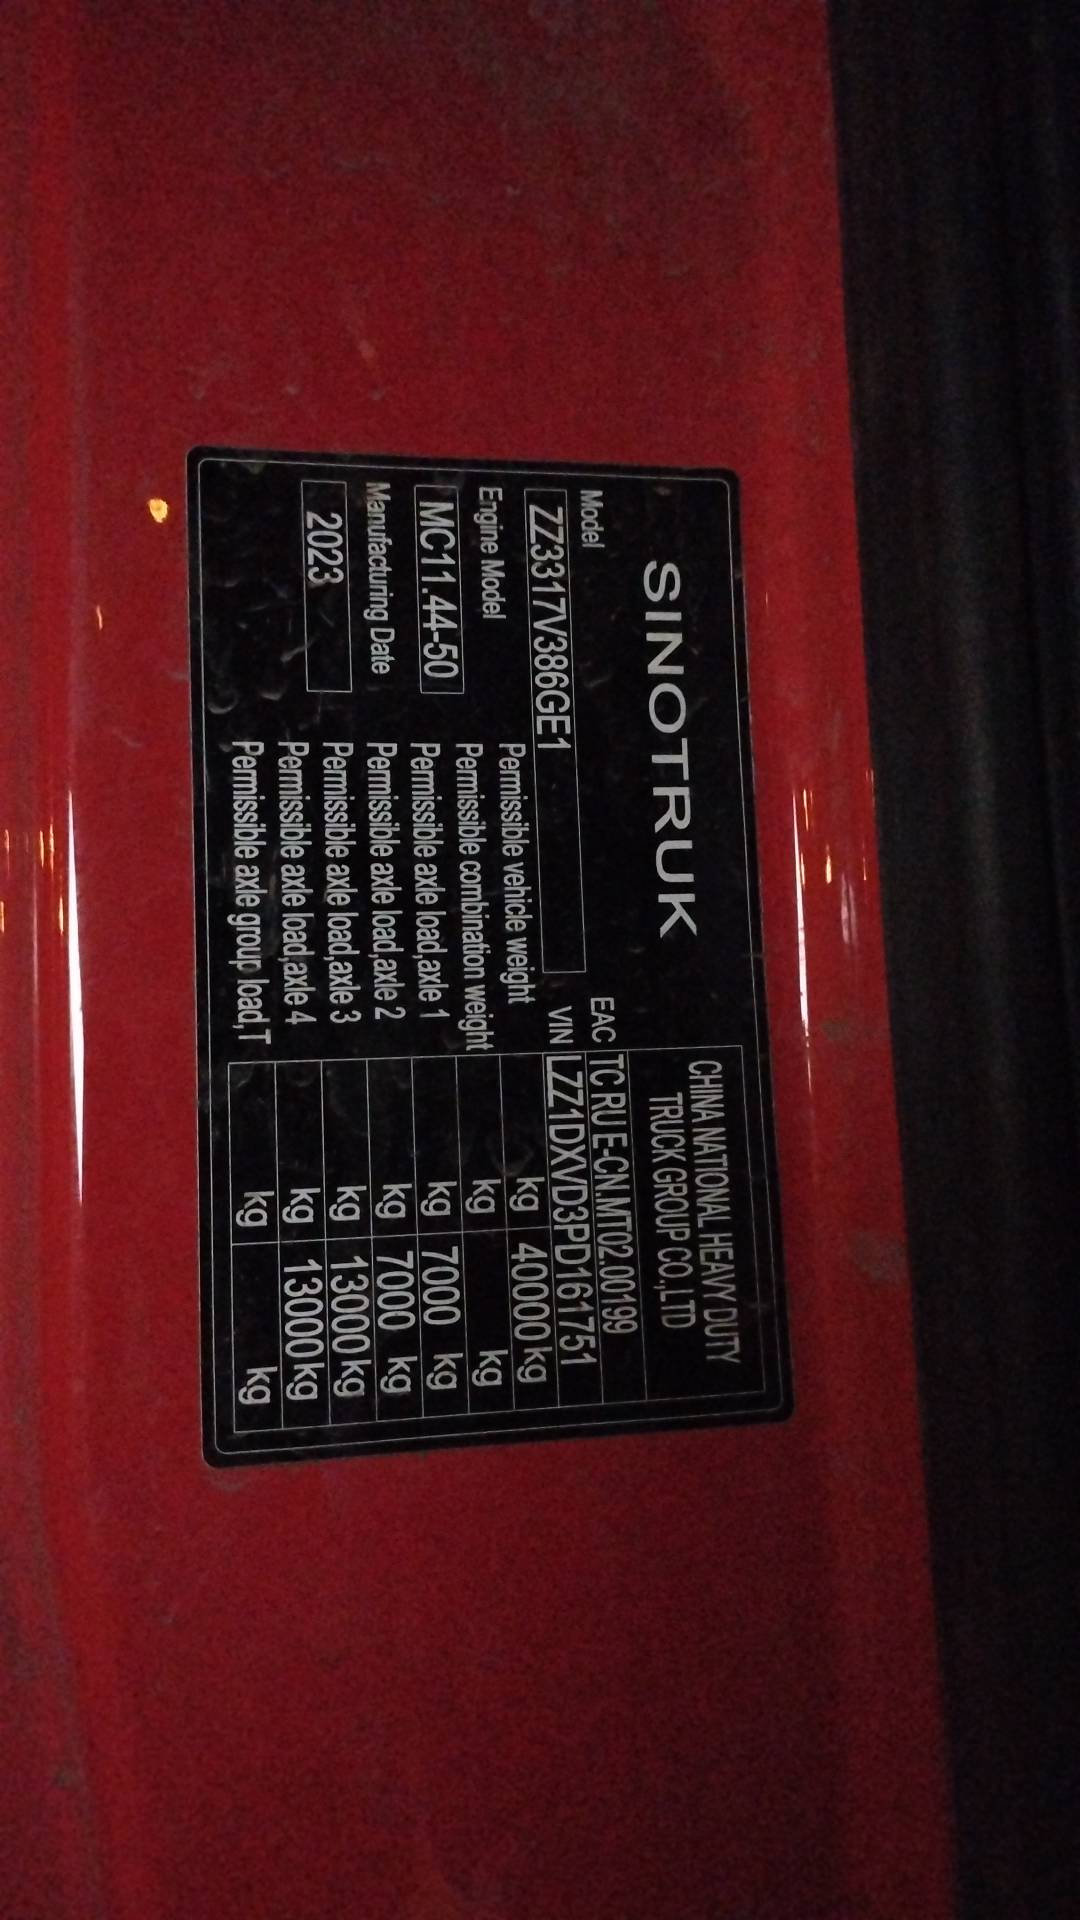 SINOTRUK
CHINA NATIONAL HEAVY DUTY
TRUCK GROUP CO.,LTD
Model
EAC TC RU E-CN.MT02.00199
ZZ3317V386GE1
VIN LZZ1DXVD3PD161751
Engine Model
MC11.44-50
Manufacturing Date
2023
Permissible vehicle weight kg 40000 kg
Permissible combination weight kg kg
Permissible axle load,axle 1 kg 7000 kg
Permissible axle load,axle 2 kg 7000 kg
Permissible axle load,axle 3 kg 13000 kg
Permissible axle load,axle 4 kg 13000 kg
Permissible axle group load,T kg kg